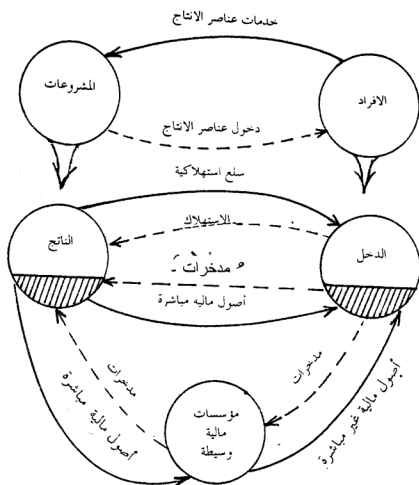 خدمات عناصر الانتاج
المشروعات
الافراد
دخول عناصر الانتاج
سلع استهلاكية
الاستهلاك
الناتج
الدخل
مدخرات
أصول ماليه مباشرة
مدخرات
مدخرات
مؤسسات
مالية
وسيطة
أصول مالية مباشرة
أصول مالية غير مباشرة